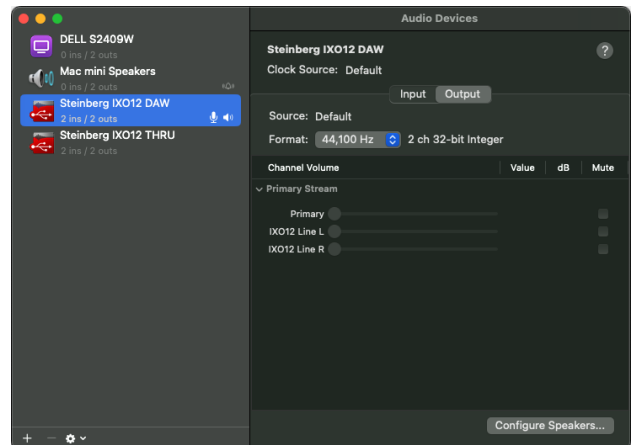 Audio Devices
DELL S2409W
0 ins / 2 outs
Mac mini Speakers
0 ins / 2 outs
Steinberg IXO12 DAW
2 ins / 2 outs
Steinberg IXO12 THRU
2 ins / 2 outs
Steinberg IXO12 DAW
?
Clock Source: Default
Input Output
Source: Default
Format: 44,100 Hz 2 ch 32-bit Integer
Channel Volume Value dB Mute
Primary Stream
Primary
IXO12 Line L
IXO12 Line R
Configure Speakers...